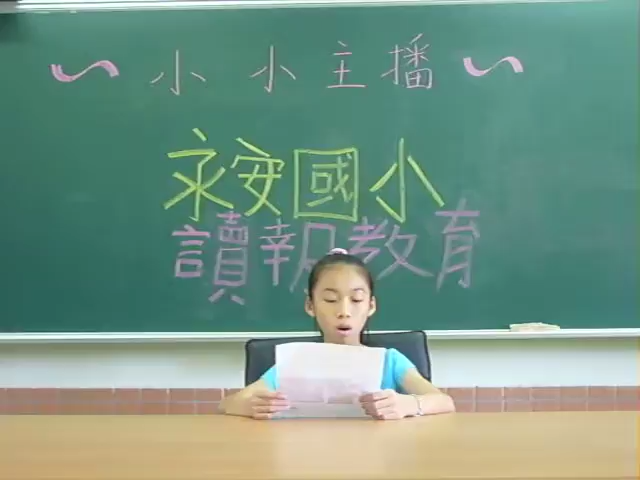 ~ 小小主播 ~
永安國小
讀報教育